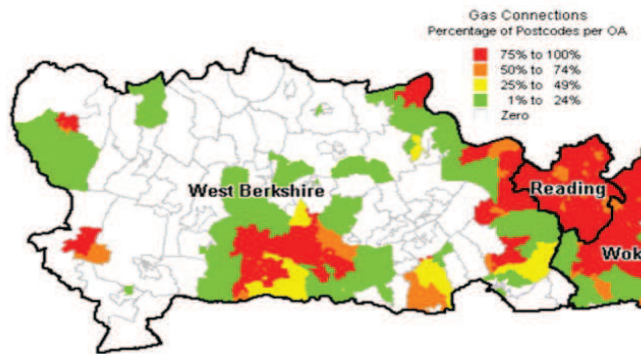 Gas Connections
Percentage of Postcodes per OA
75% to 100%
50% to 74%
25% to 49%
1% to 24%
Zero
West Berkshire
Reading
Wok